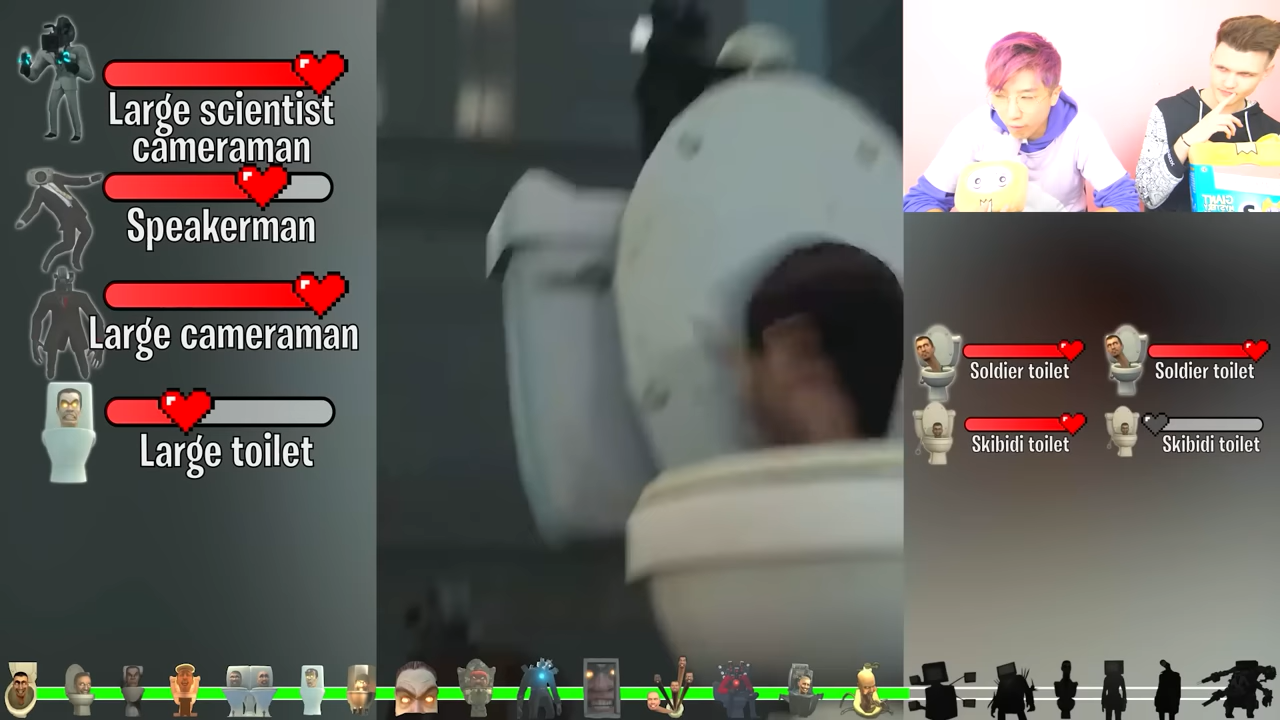 Large scientist
cameraman
Speakerman
Large cameraman
Large toilet
Soldier toilet
Soldier toilet
Skibidi toilet
Skibidi toilet